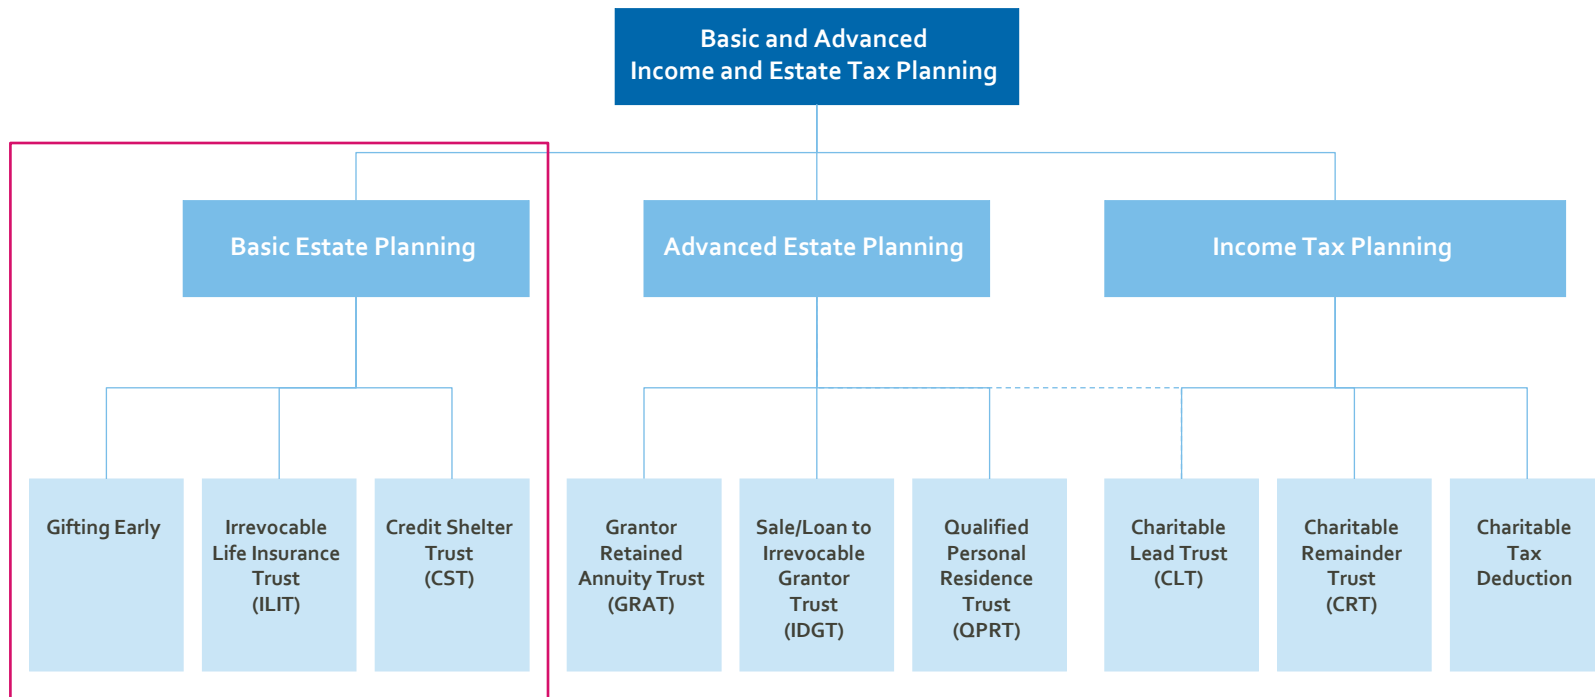 Basic and Advanced
Income and Estate Tax Planning
Basic Estate Planning
Advanced Estate Planning
Income Tax Planning
Gifting Early
Irrevocable
Life Insurance
Trust
(ILIT)
Credit Shelter
Trust
(CST)
Grantor
Retained
Annuity Trust
(GRAT)
Sale/Loan to
Irrevocable
Grantor
Trust
(IDGT)
Qualified
Personal
Residence
Trust
(QPRT)
Charitable
Lead Trust
(CLT)
Charitable
Remainder
Trust
(CRT)
Charitable
Tax
Deduction